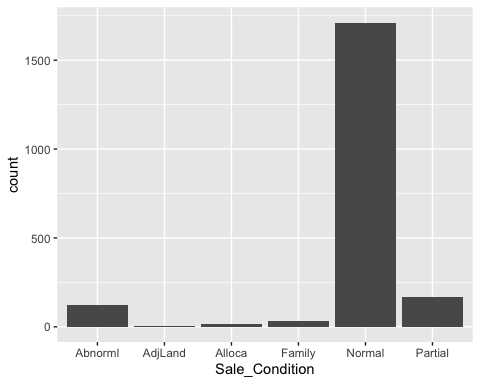 1500
1000
500
0
count
Abnorml AdjLand Alloca Family Normal Partial
Sale_Condition